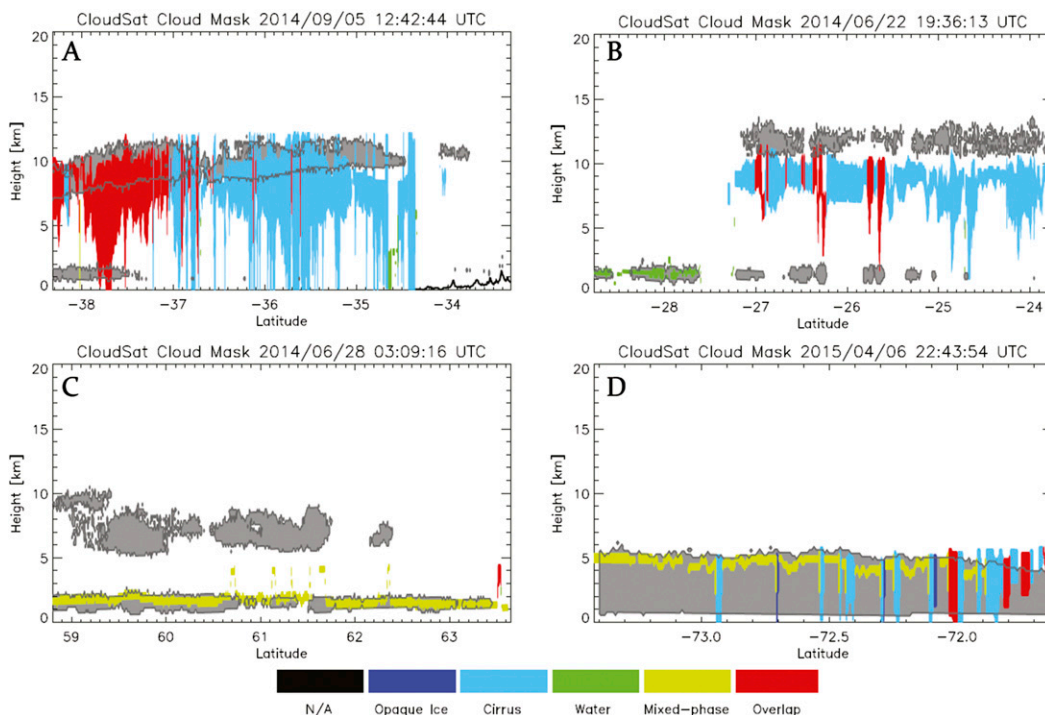 CloudSat Cloud Mask 2014/09/05 12:42:44 UTC
A
20
15
10
5
0
Height [km]
-38 -37 -36 -35 -34
Latitude
CloudSat Cloud Mask 2014/06/22 19:36:13 UTC
B
20
15
10
5
0
Height [km]
-28 -27 -26 -25 -24
Latitude
CloudSat Cloud Mask 2014/06/28 03:09:16 UTC
C
20
15
10
5
0
Height [km]
59 60 61 62 63
Latitude
CloudSat Cloud Mask 2015/04/06 22:43:54 UTC
D
20
15
10
5
0
Height [km]
-73.0 -72.5 -72.0
Latitude
N/A Opaque Ice Cirrus Water Mixed-phase Overlap